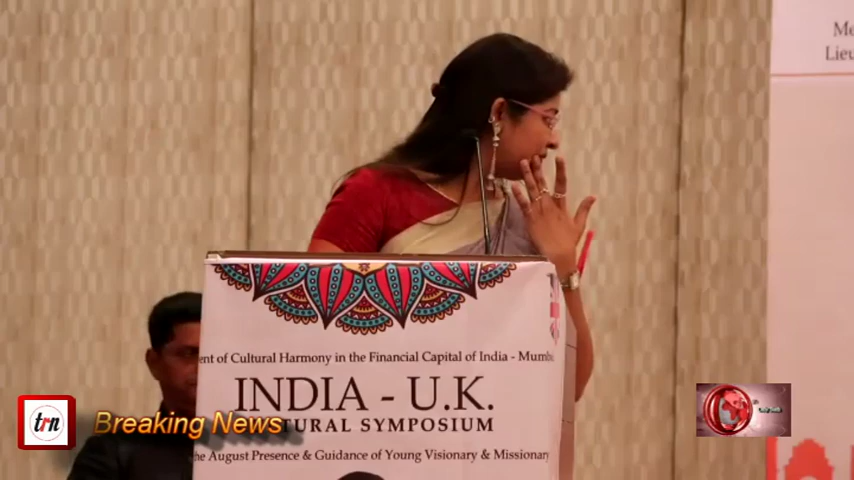 Me
Lieu
ent of Cultural Harmony in the Financial Capital of India - Mumb
INDIA - U.K.
TURAL SYMPOSIUM
he August Presence & Guidance of Young Visionary & Missionary
trn
Breaking News